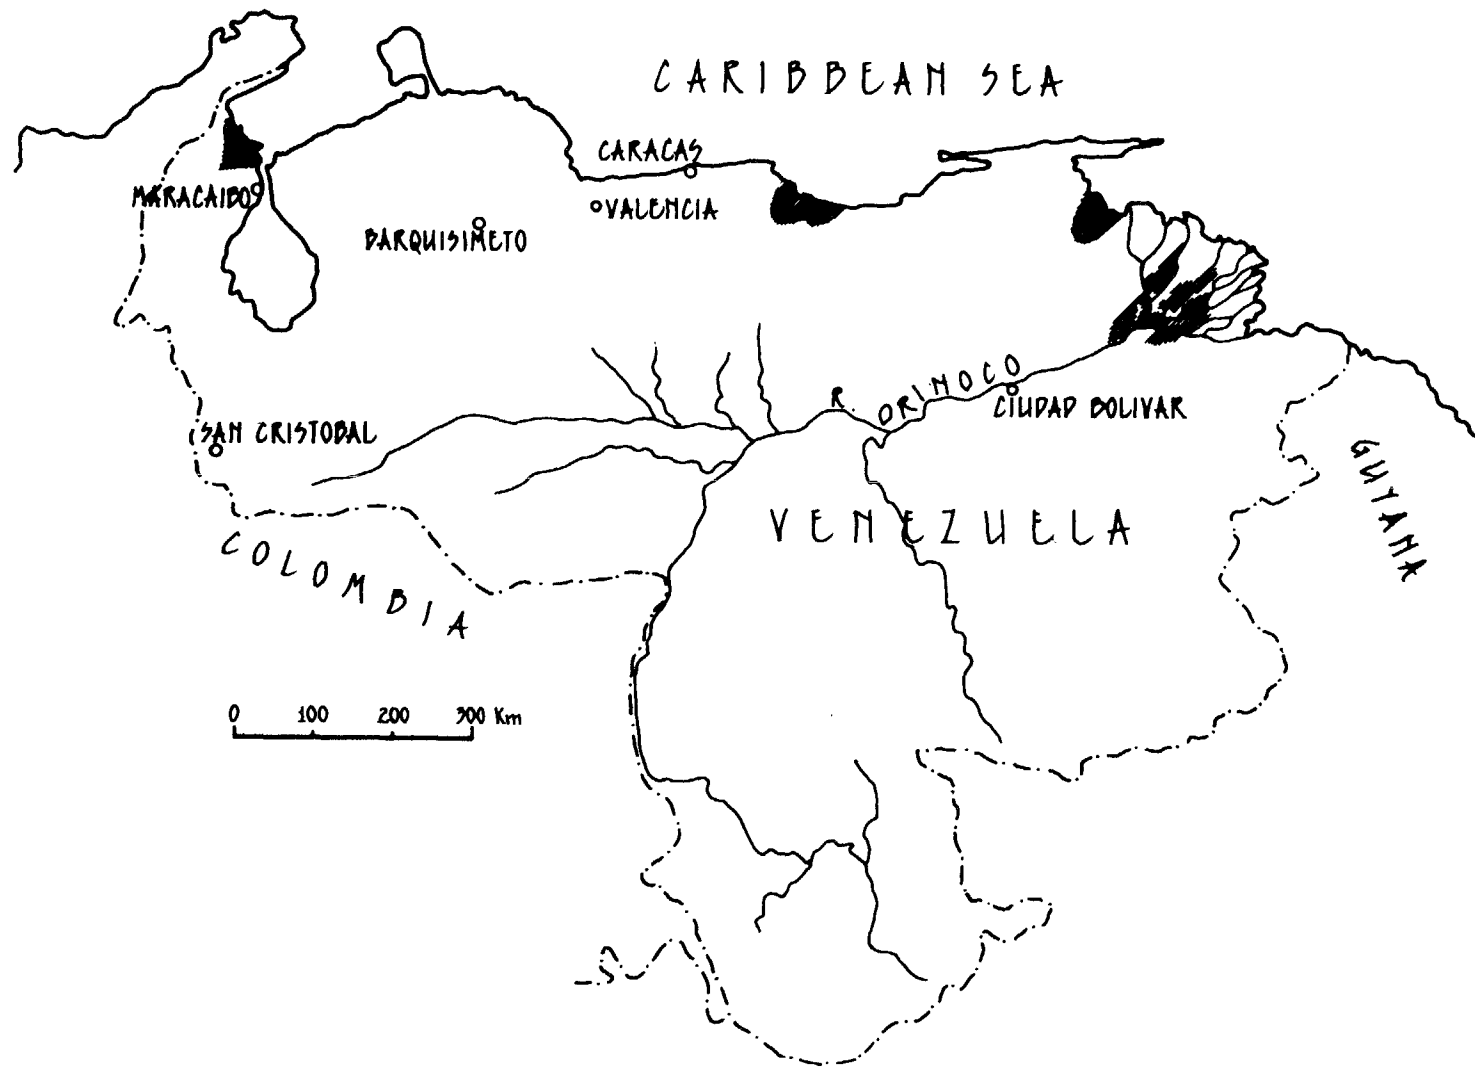 CARIBBEAN SEA
CARACAS
MARACAIBO
VALENCIA
BARQUISIMETO
R. ORINOCO
CIUDAD BOLIVAR
SAN CRISTOBAL
GUYANA
VENEZUELA
COLOMBIA
0 100 200 300 Km